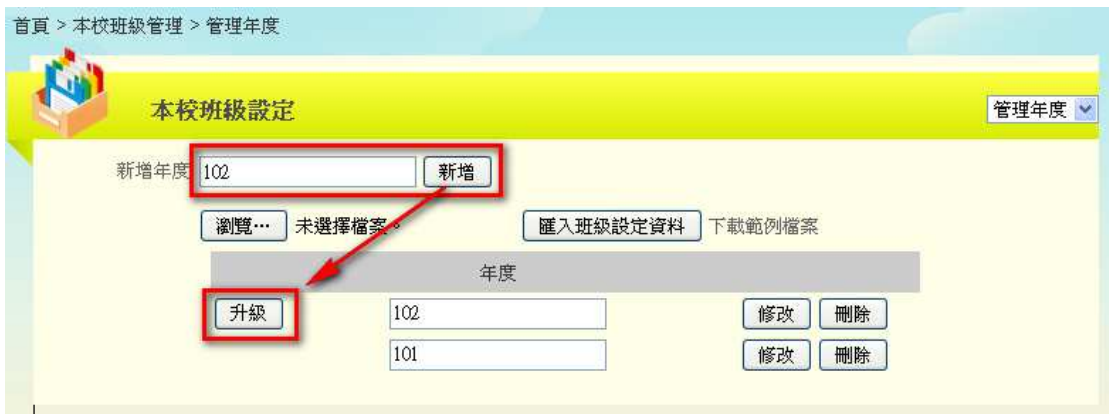 首頁 > 本校班級管理 > 管理年度
本校班級設定
管理年度
新增年度 102 新增
瀏覽… 未選擇檔案。 匯入班級設定資料 下載範例檔案
年度
升級 102 修改 刪除
101 修改 刪除